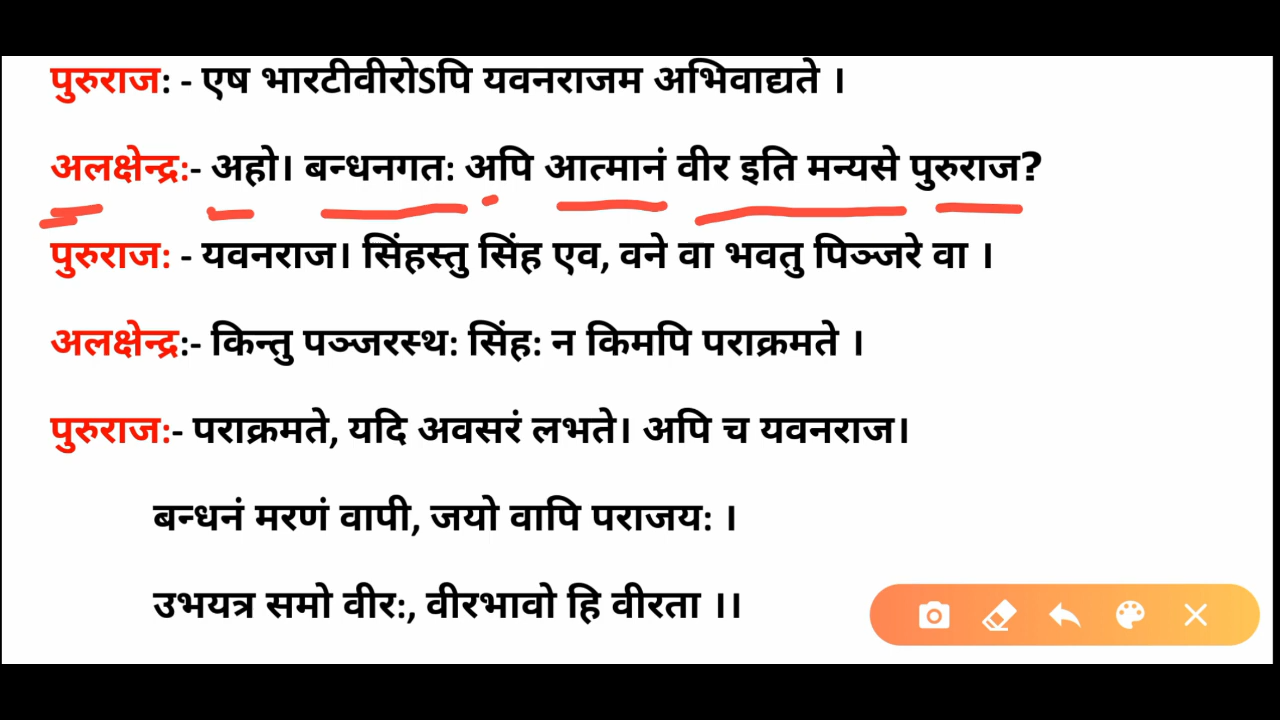 पुरुराज: - एष भारटीवीरोऽपि यवनराजम अभिवाद्यते ।
अलक्षेन्द्र:- अहो। बन्धनगत: अपि आत्मानं वीर इति मन्यसे पुरुराज?
पुरुराज: - यवनराज। सिंहस्तु सिंह एव, वने वा भवतु पिञ्जरे वा ।
अलक्षेन्द्र:- किन्तु पञ्जरस्थ: सिंह: न किमपि पराक्रमते ।
पुरुराज:- पराक्रमते, यदि अवसरं लभते। अपि च यवनराज।
बन्धनं मरणं वापी, जयो वापि पराजय: ।
उभयत्र समो वीर:, वीरभावो हि वीरता ।।